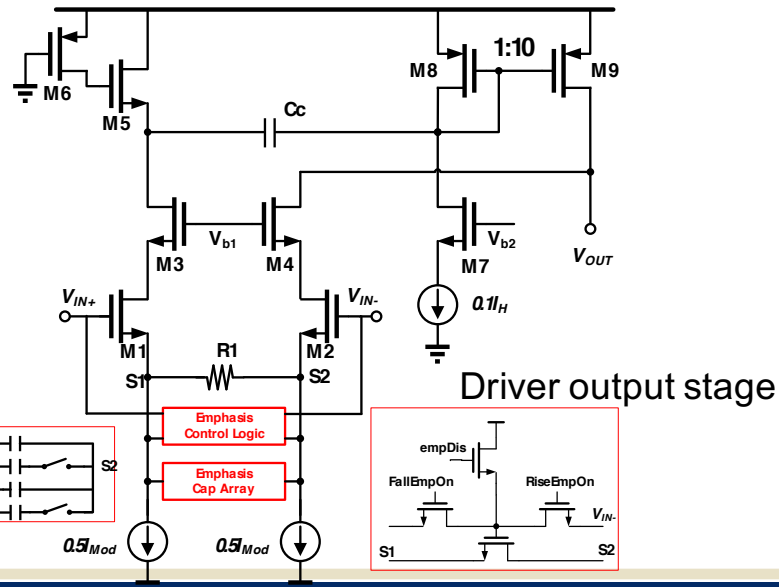 1:10
M6
M5
M8
M9
Cc
Vb1
Vb2
M3
M4
M7
VOUT
VIN+
VIN-
0.1IH
M1
R1
M2
S1
S2
Driver output stage
Emphasis
Control Logic
Emphasis
Cap Array
S2
empDis
FallEmpOn
RiseEmpOn
VIN-
S1
S2
0.5IMod
0.5IMod